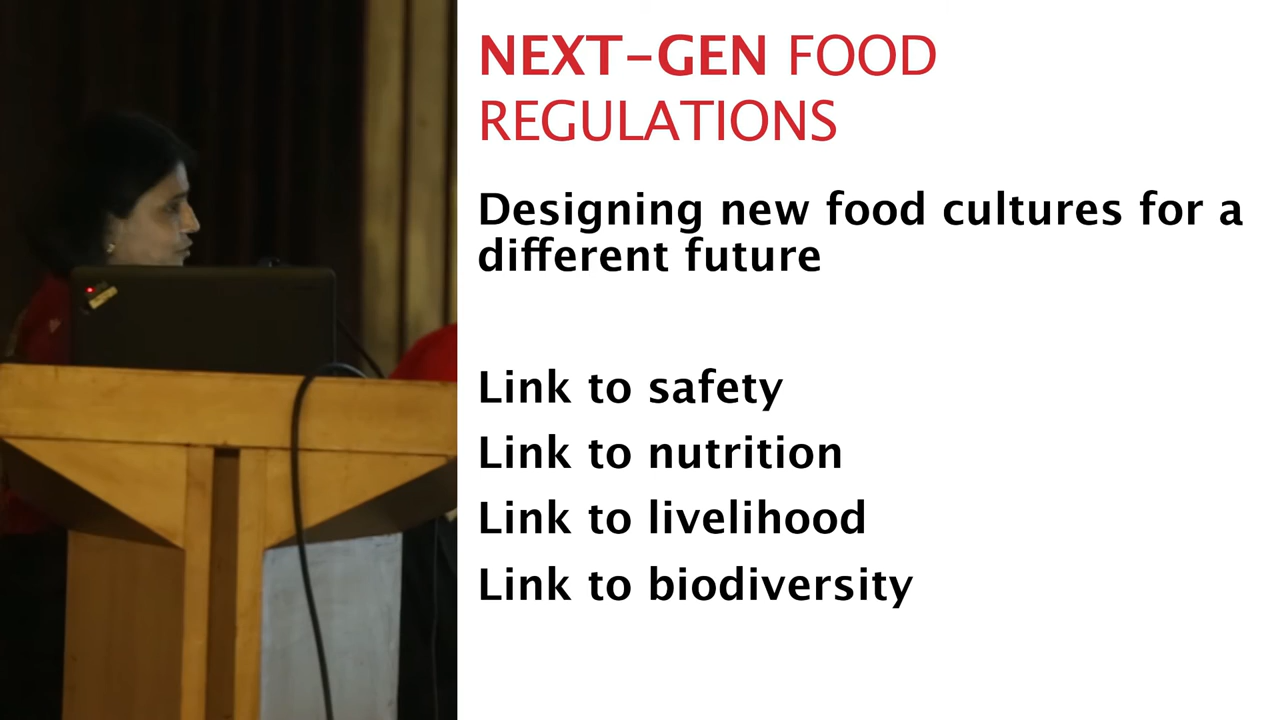 NEXT-GEN FOOD
REGULATIONS
Designing new food cultures for a
different future
Link to safety
Link to nutrition
Link to livelihood
Link to biodiversity